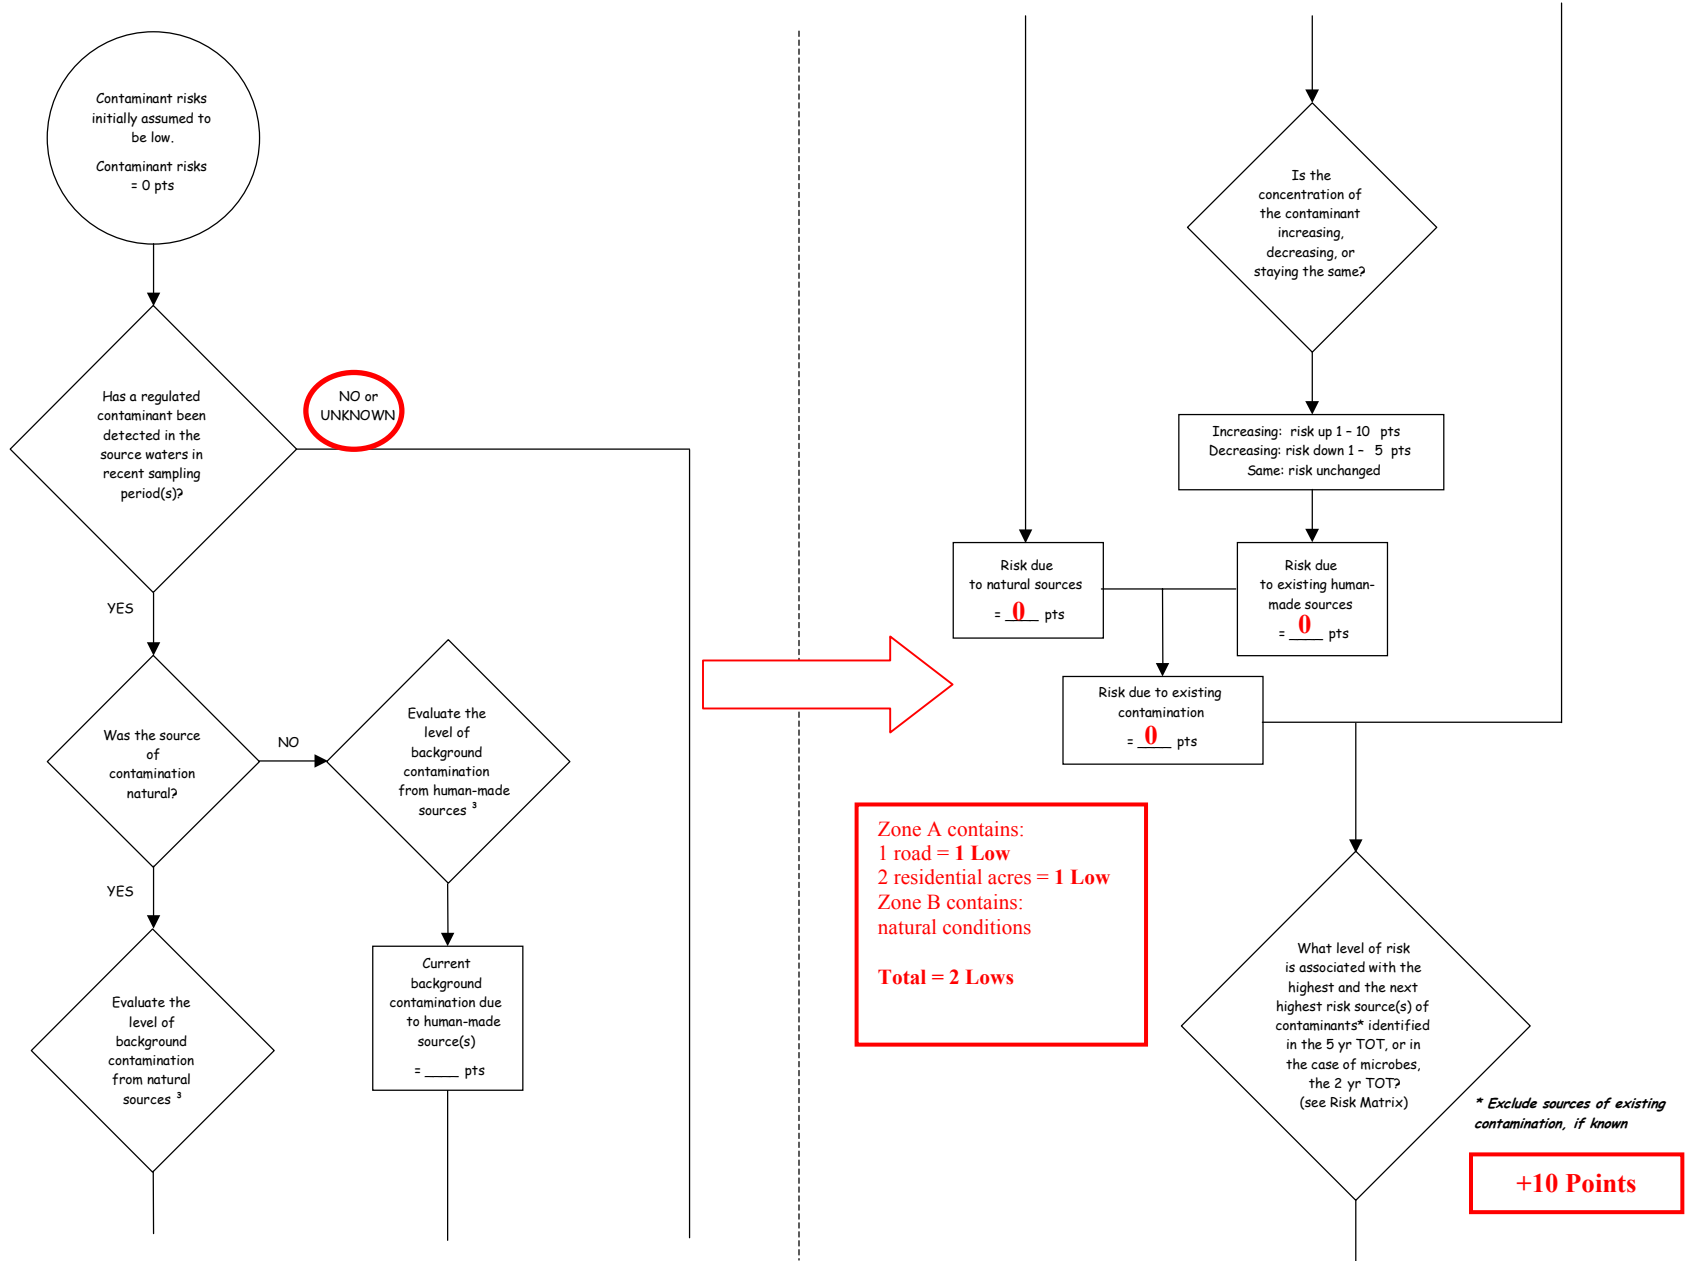 Contaminant risks
initially assumed to
be low.
Contaminant risks
= 0 pts
Has a regulated
contaminant been
detected in the
source waters in
recent sampling
period(s)?
NO or
UNKNOWN
YES
Was the source
of
contamination
natural?
NO
Evaluate the
level of
background
contamination
from human-made
sources ³
YES
Evaluate the
level of
background
contamination
from natural
sources ³
Current
background
contamination due
to human-made
source(s)
= ____ pts
Is the
concentration of
the contaminant
increasing,
decreasing, or
staying the same?
Increasing: risk up 1 – 10 pts
Decreasing: risk down 1 – 5 pts
Same: risk unchanged
Risk due
to natural sources
= 0 pts
Risk due
to existing human-
made sources
= 0 pts
Risk due to existing
contamination
= 0 pts
Zone A contains:
1 road = 1 Low
2 residential acres = 1 Low
Zone B contains:
natural conditions
Total = 2 Lows
What level of risk
is associated with the
highest and the next
highest risk source(s) of
contaminants* identified
in the 5 yr TOT, or in
the case of microbes,
the 2 yr TOT?
(see Risk Matrix)
* Exclude sources of existing
contamination, if known
+10 Points